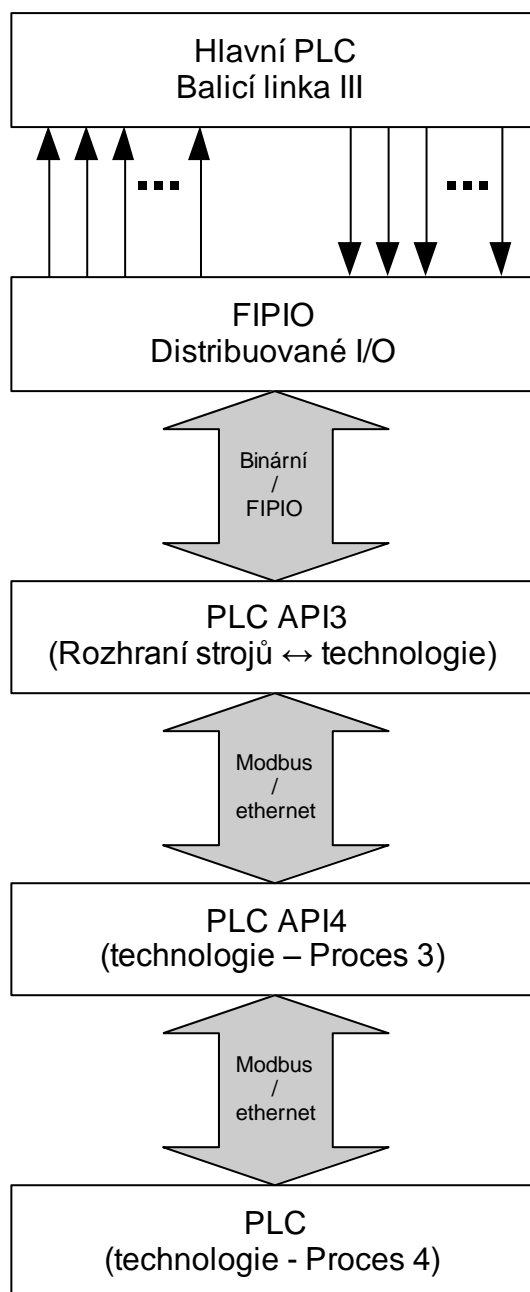 Hlavní PLC
Balicí linka III
FIPIO
Distribuované I/O
Binární
/
FIPIO
PLC API3
(Rozhraní strojů ↔ technologie)
Modbus
/
ethernet
PLC API4
(technologie – Proces 3)
Modbus
/
ethernet
PLC
(technologie - Proces 4)